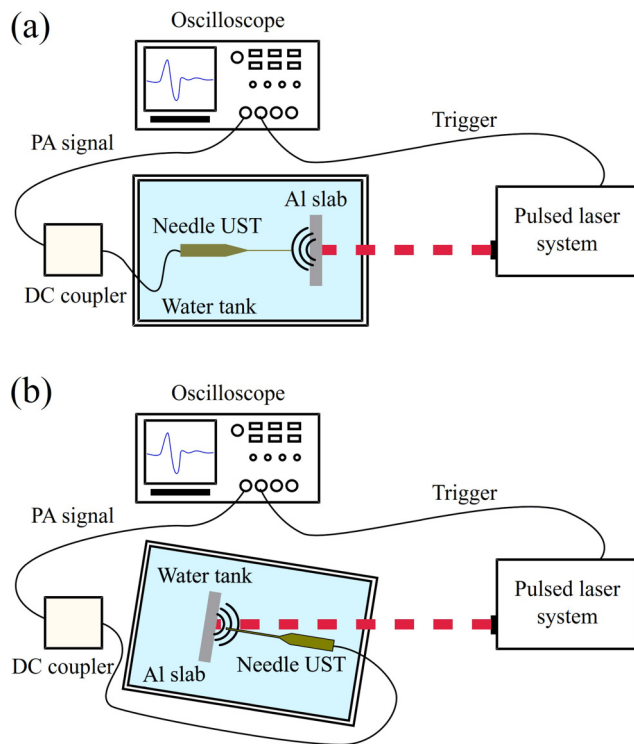 (a)
Oscilloscope
PA signal
Trigger
Al slab
Needle UST
Pulsed laser
system
DC coupler
Water tank
(b)
Oscilloscope
PA signal
Trigger
Water tank
Pulsed laser
system
DC coupler
Al slab
Needle UST